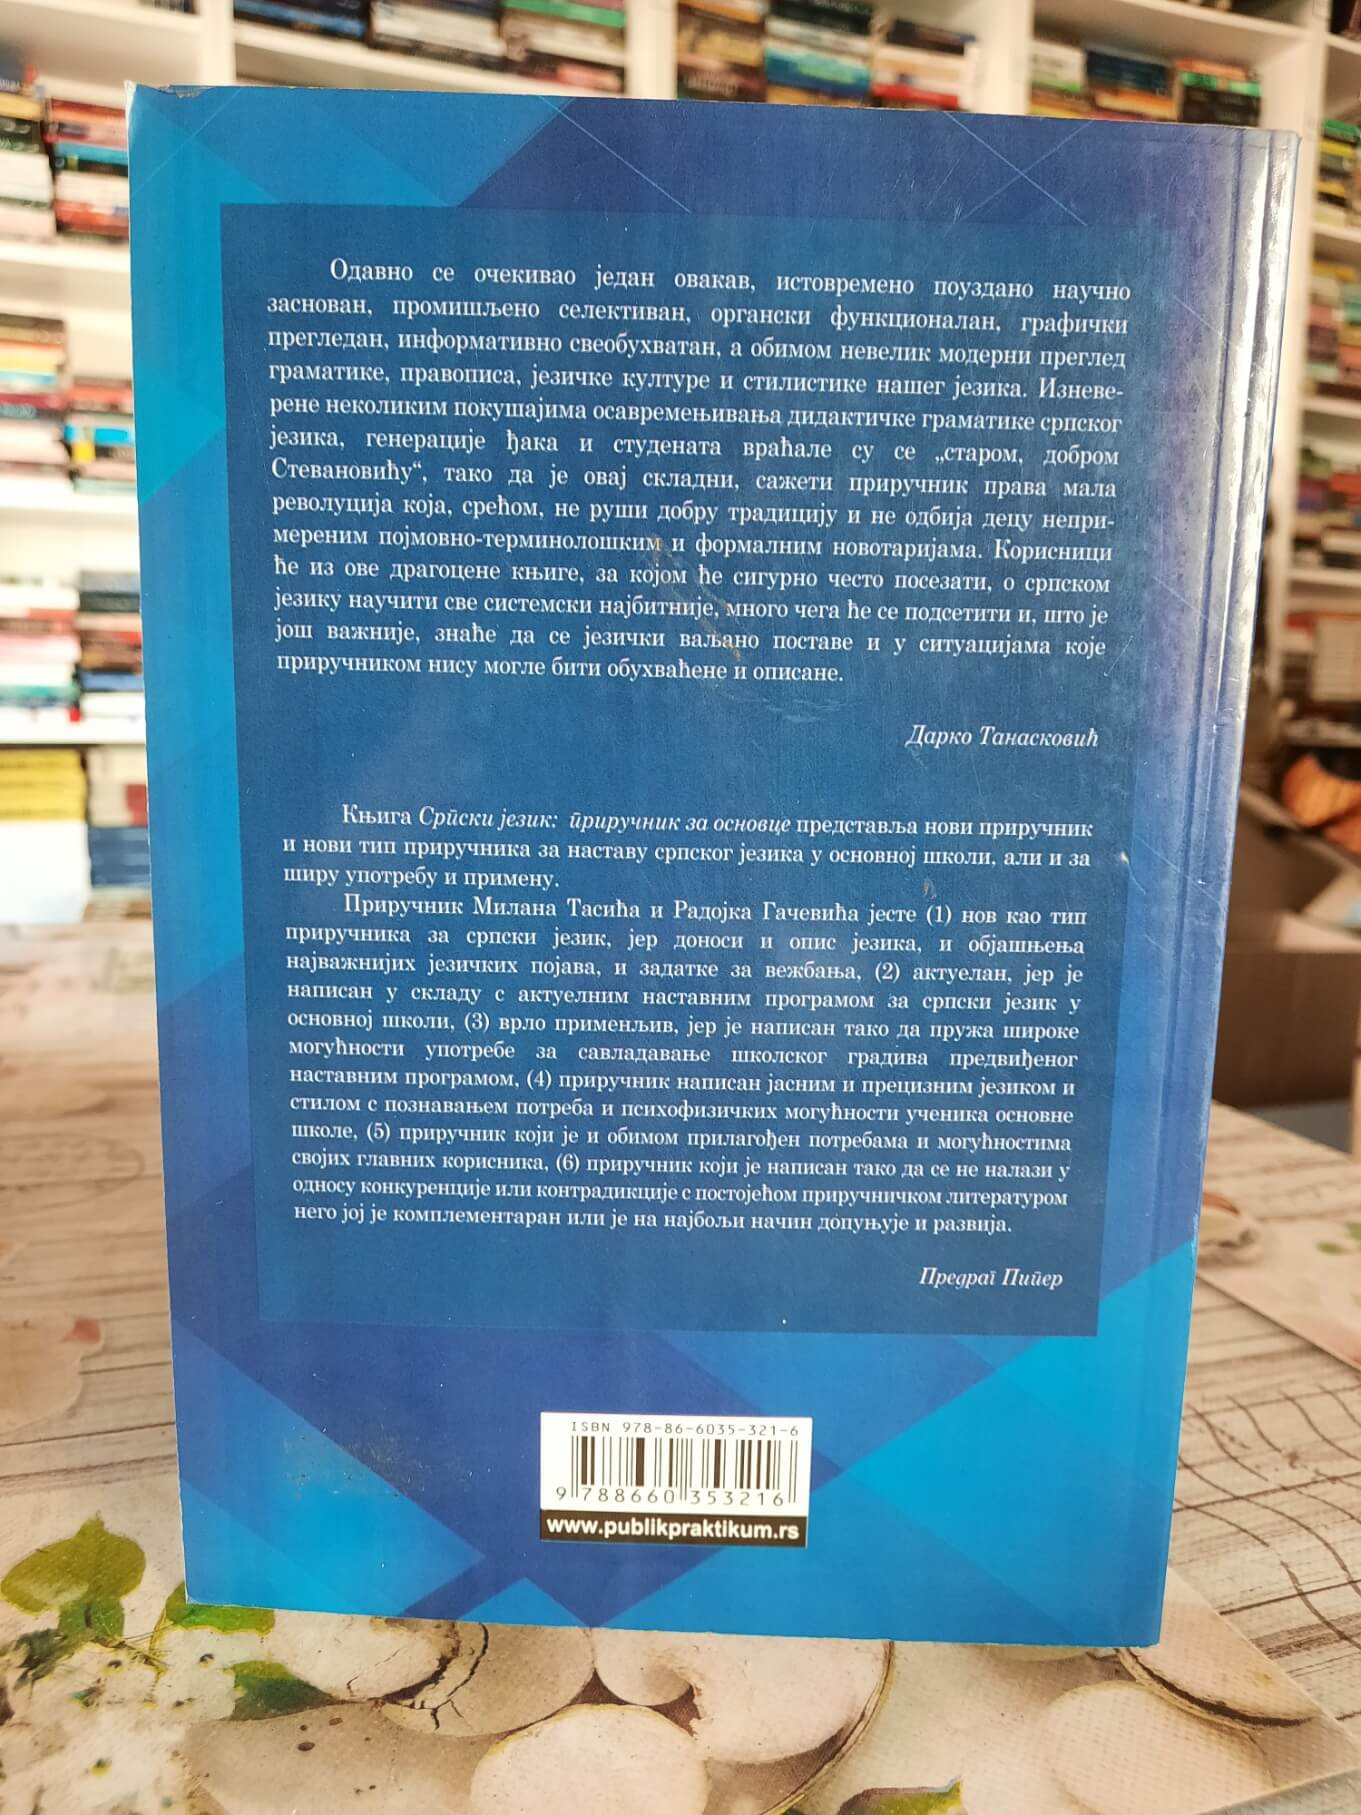 Одавно се очекивао један овакав, истовремено поуздано научно
заснован, промишљено селективан, органски функционалан, графички
прегледан, информативно свеобухватан, а обимом невелик модерни преглед
граматике, правописа, језичке културе и стилистике нашег језика. Изневе-
рене неколиким покушајима осавремењивања дидактичке граматике српског
језика, генерације ђака и студената враћале су се „старом, добром
Стевановићу“, тако да је овај складни, сажети приручник права мала
револуција која, срећом, не руши добру традицију и не одбија децу непри-
мереним појмовно-терминолошким и формалним новотаријама. Корисници
ће из ове драгоцене књиге, за којом ће сигурно често посезати, о српском
језику научити све системски најбитније, много чега ће се подсетити и, што је
још важније, знаће да се језички ваљано поставе и у ситуацијама које
приручником нису могле бити обухваћене и описане.
Дарко Танасковић
Књига Српски језик: приручник за основце представља нови приручник
и нови тип приручника за наставу српског језика у основној школи, али и за
ширу употребу и примену.
Приручник Милана Тасића и Радојка Гачевића јесте (1) нов као тип
приручника за српски језик, јер доноси и опис језика, и објашњења
најважнијих језичких појава, и задатке за вежбања, (2) актуелан, јер је
написан у складу с актуелним наставним програмом за српски језик у
основној школи, (3) врло применљив, јер је написан тако да пружа широке
могућности употребе за савладавање школског градива предвиђеног
наставним програмом, (4) приручник написан јасним и прецизним језиком и
стилом с познавањем потреба и психофизичких могућности ученика основне
школе, (5) приручник који је и обимом прилагођен потребама и могућностима
својих главних корисника, (6) приручник који је написан тако да се не налази у
односу конкуренције или контрадикције с постојећом приручничком литературом
него јој је комплементаран или је на најбољи начин допуњује и развија.
Предраг Пипер
ISBN 978-86-6035-321-6
9 788660 353216
www.publikpraktikum.rs